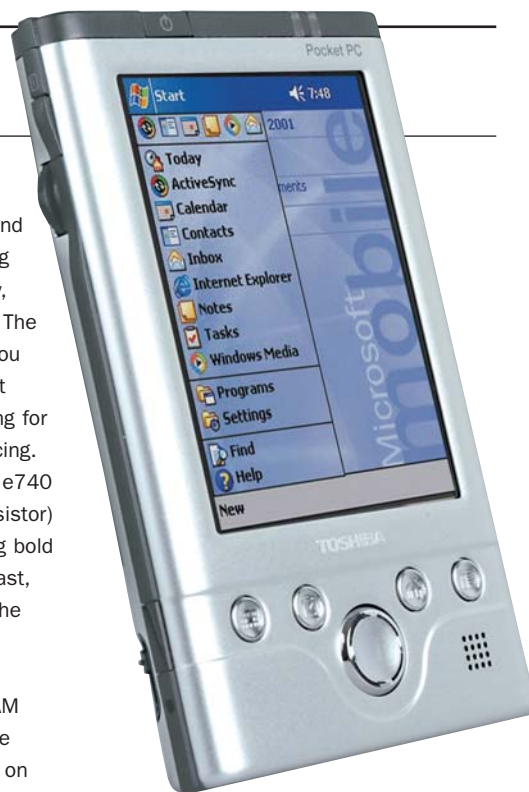 Pocket PC
Start 7:48
2001
Today
ActiveSync
ments
Calendar
Contacts
Inbox
Internet Explorer
Notes
Tasks
Windows Media
Programs
Settings
Find
Help
New
Microsoft
mobile
TOSHIBA
nd
g
,
The
ou
t
ng for
cing.
e740
sistor)
g bold
ast,
he
AM
e
on